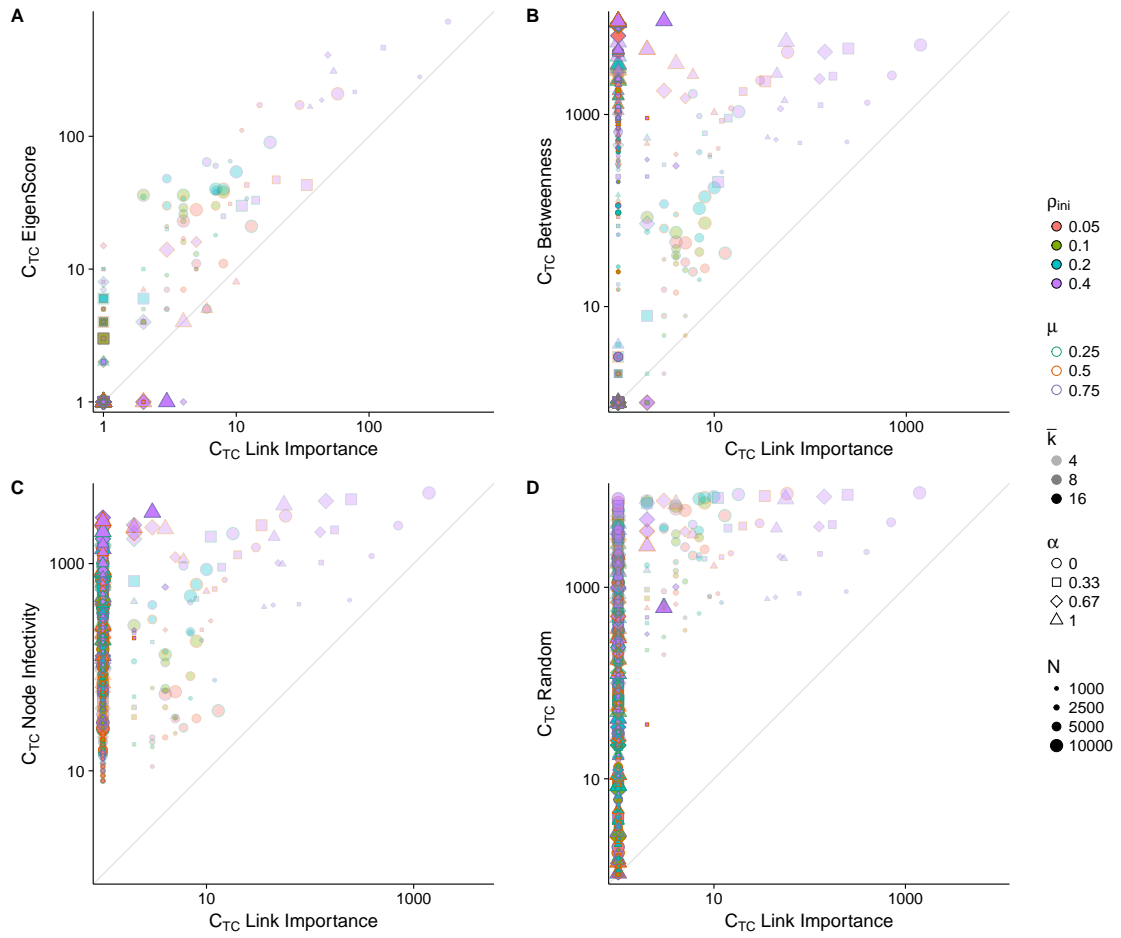 A
C_TC EigenScore
100
10
1
1
10
100
C_TC Link Importance
B
C_TC Betweenness
1000
10
10
1000
C_TC Link Importance
C
C_TC Node Infectivity
1000
10
10
1000
C_TC Link Importance
D
C_TC Random
1000
10
10
1000
C_TC Link Importance
ρ_ini
0.05
0.1
0.2
0.4
μ
0.25
0.5
0.75
k̅
4
8
16
α
0
0.33
0.67
1
N
1000
2500
5000
10000